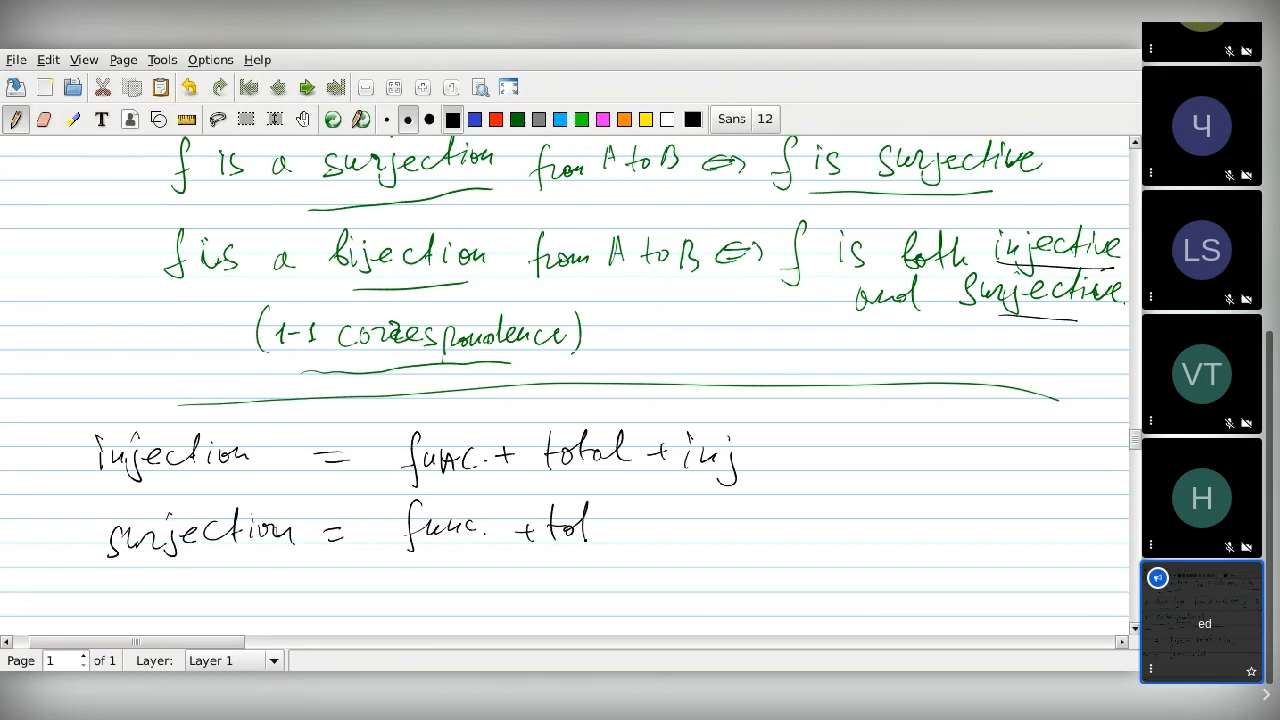 File Edit View Page Tools Options Help
Sans 12
f is a surjection from A to B ⇔ f is surjective
f is a bijection from A to B ⇔ f is both injective
and surjective.
(1-1 correspondence)
injection = func. + total + inj
surjection = func. + tot
Page 1 of 1 Layer: Layer 1
Ч
LS
VT
H
ed